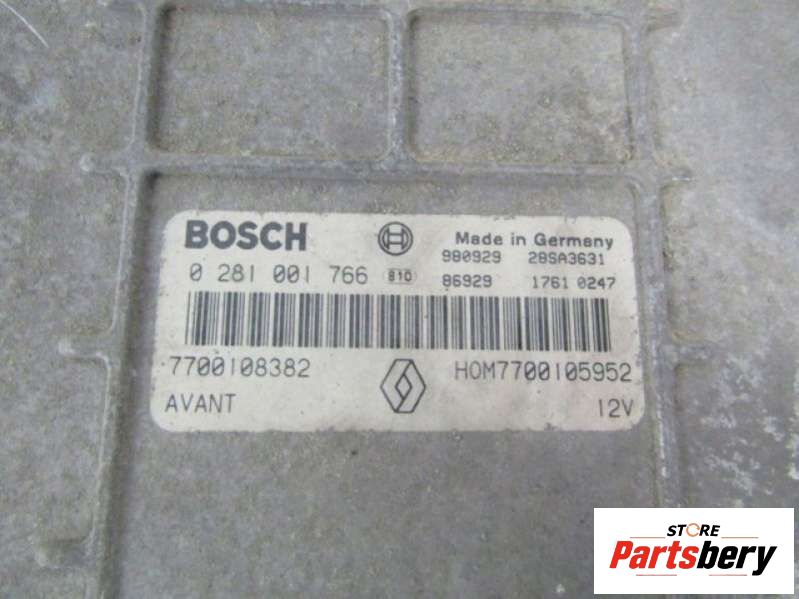 BOSCH Made in Germany
980929 28SA3631
0 281 001 766 810 86929 1761 0247
7700108382 HOM7700105952
AVANT 12V
STORE
Partsbery